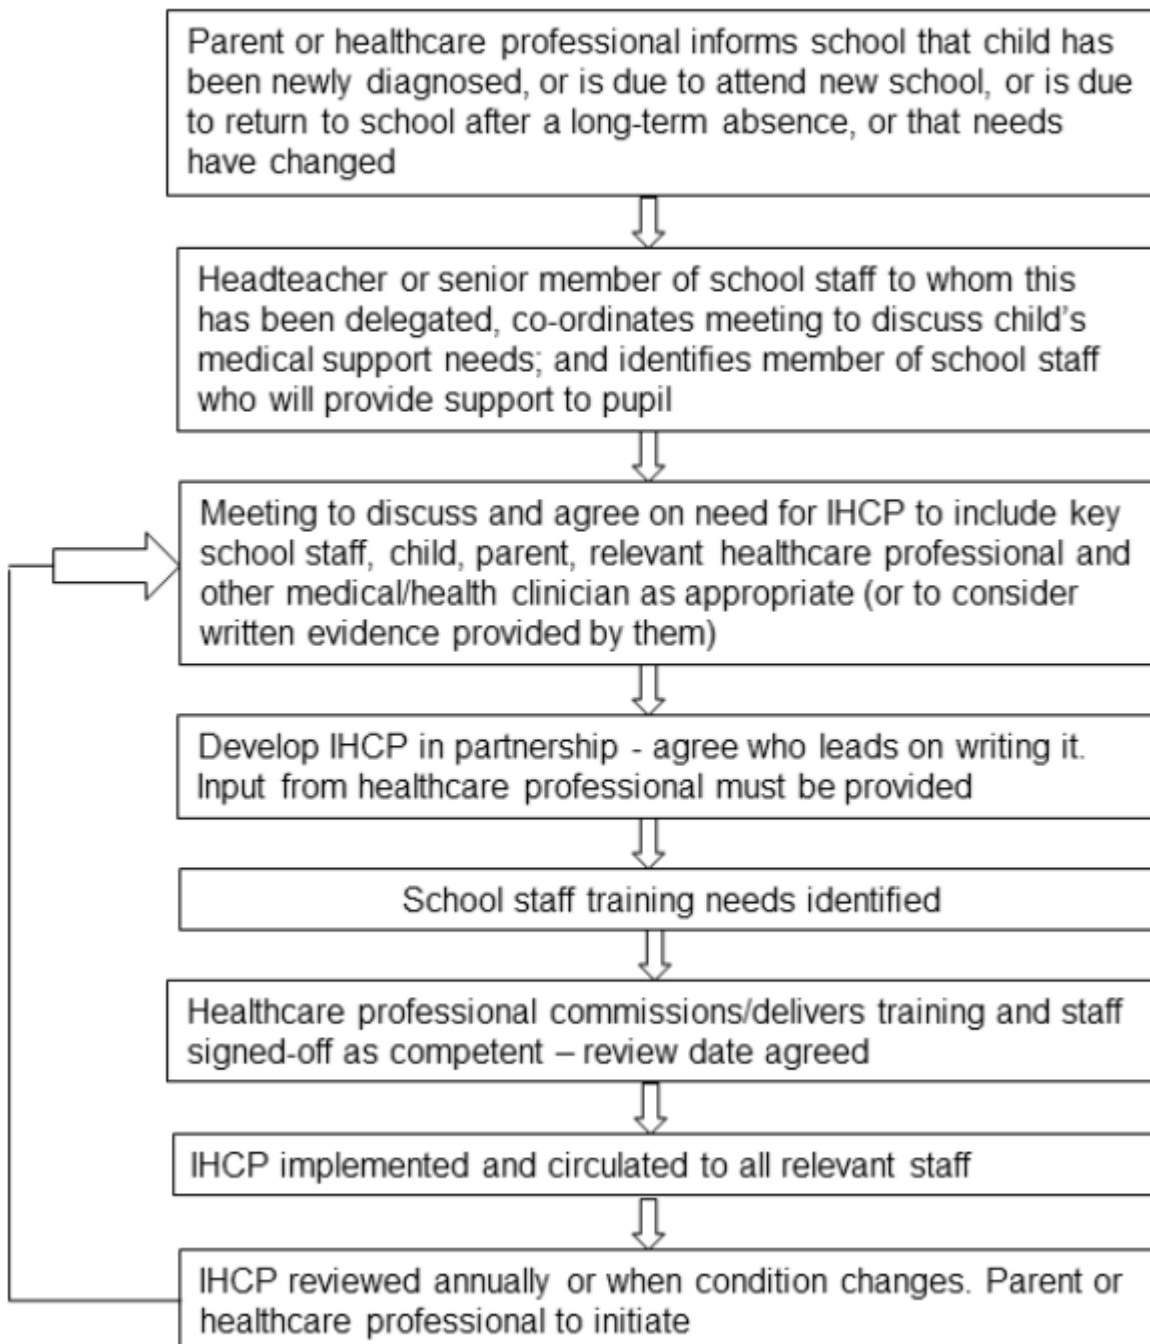 Parent or healthcare professional informs school that child has
been newly diagnosed, or is due to attend new school, or is due
to return to school after a long-term absence, or that needs
have changed
Headteacher or senior member of school staff to whom this
has been delegated, co-ordinates meeting to discuss child's
medical support needs; and identifies member of school staff
who will provide support to pupil
Meeting to discuss and agree on need for IHCP to include key
school staff, child, parent, relevant healthcare professional and
other medical/health clinician as appropriate (or to consider
written evidence provided by them)
Develop IHCP in partnership - agree who leads on writing it.
Input from healthcare professional must be provided
School staff training needs identified
Healthcare professional commissions/delivers training and staff
signed-off as competent – review date agreed
IHCP implemented and circulated to all relevant staff
IHCP reviewed annually or when condition changes. Parent or
healthcare professional to initiate